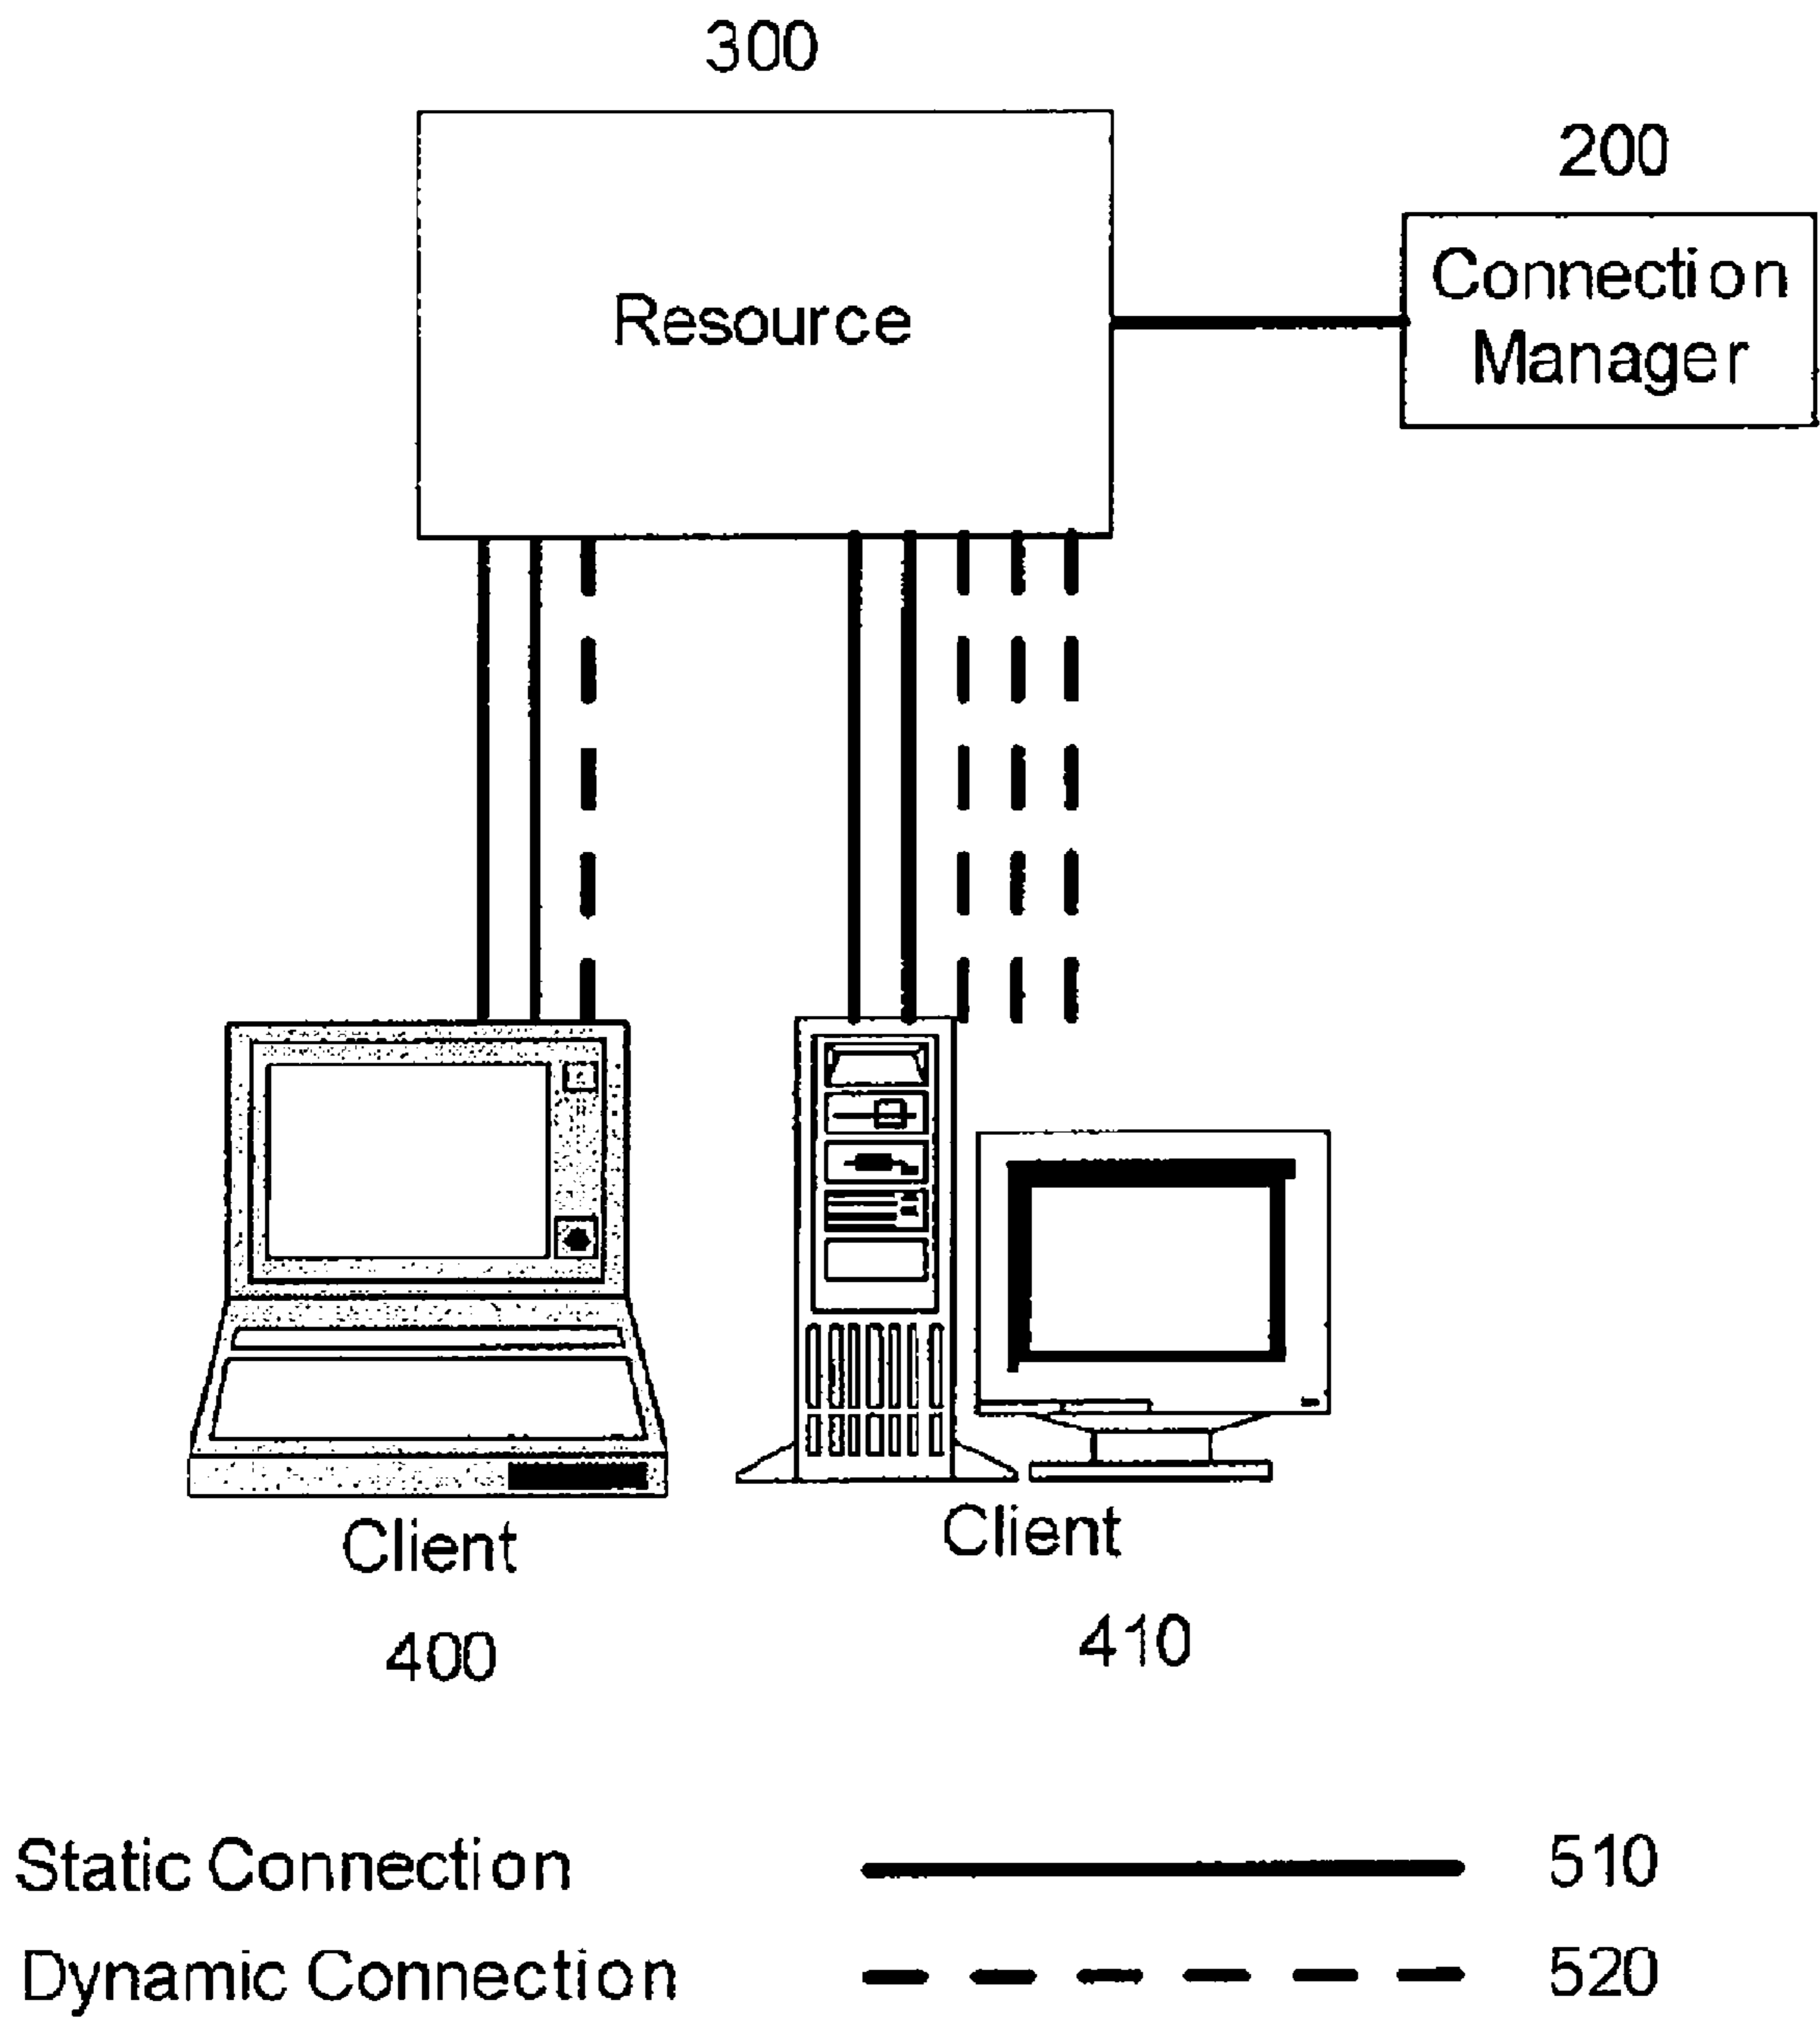 300
200
Resource
Connection
Manager
Client
Client
400
410
Static Connection 510
Dynamic Connection 520